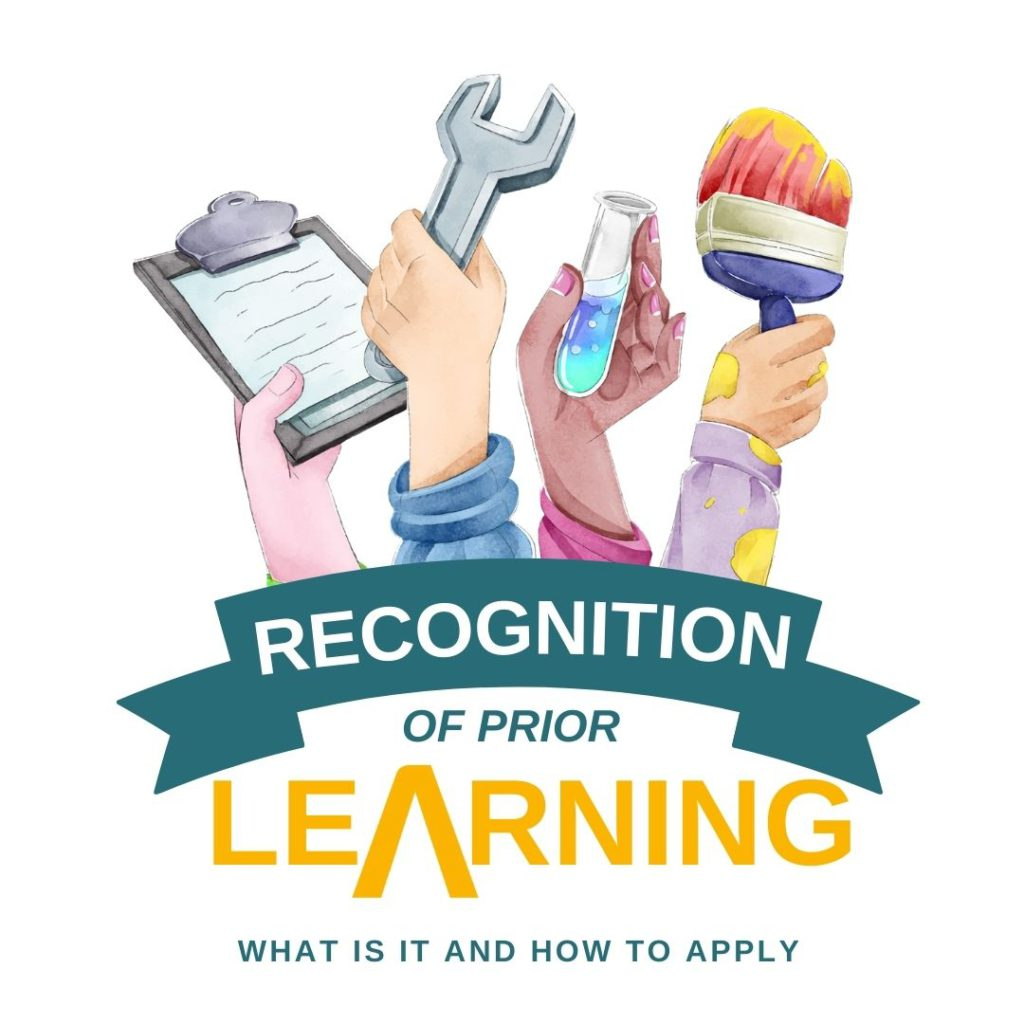 RECOGNITION
OF PRIOR
LEARNING
WHAT IS IT AND HOW TO APPLY